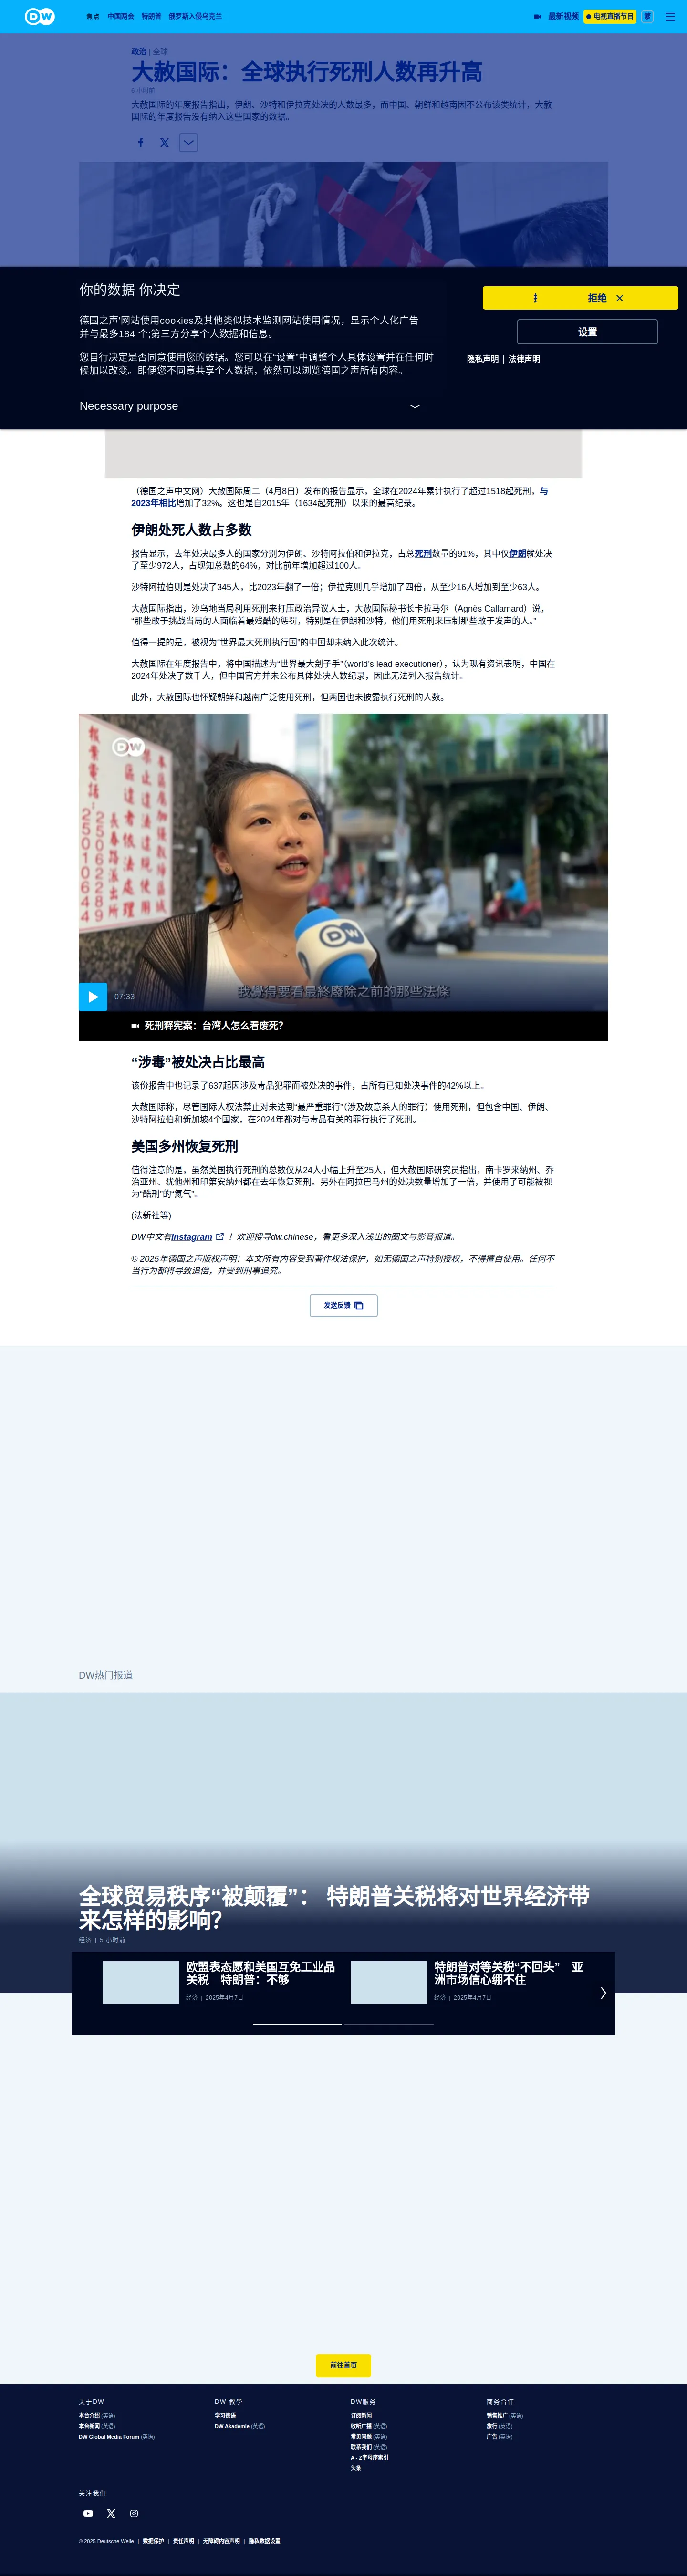 DW
焦点 中国两会 特朗普 俄罗斯入侵乌克兰
最新视频 电视直播节目 繁
政治 | 全球
大赦国际：全球执行死刑人数再升高
6 小时前
大赦国际的年度报告指出，伊朗、沙特和伊拉克处决的人数最多，而中国、朝鲜和越南因不公布该类统计，大赦
国际的年度报告没有纳入这些国家的数据。
你的数据 你决定
拒绝
设置
隐私声明 | 法律声明
德国之声'网站使用cookies及其他类似技术监测网站使用情况，显示个人化广告
并与最多184 个;第三方分享个人数据和信息。
您自行决定是否同意使用您的数据。您可以在“设置”中调整个人具体设置并在任何时
候加以改变。即便您不同意共享个人数据，依然可以浏览德国之声所有内容。
Necessary purpose
（德国之声中文网）大赦国际周二（4月8日）发布的报告显示，全球在2024年累计执行了超过1518起死刑，与
2023年相比增加了32%。这也是自2015年（1634起死刑）以来的最高纪录。
伊朗处死人数占多数
报告显示，去年处决最多人的国家分别为伊朗、沙特阿拉伯和伊拉克，占总死刑数量的91%，其中仅伊朗就处决
了至少972人，占现知总数的64%，对比前年增加超过100人。
沙特阿拉伯则是处决了345人，比2023年翻了一倍；伊拉克则几乎增加了四倍，从至少16人增加到至少63人。
大赦国际指出，沙乌地当局利用死刑来打压政治异议人士，大赦国际秘书长卡拉马尔（Agnès Callamard）说，
“那些敢于挑战当局的人面临着最残酷的惩罚，特别是在伊朗和沙特，他们用死刑来压制那些敢于发声的人。”
值得一提的是，被视为“世界最大死刑执行国”的中国却未纳入此次统计。
大赦国际在年度报告中，将中国描述为“世界最大刽子手”（world’s lead executioner），认为现有资讯表明，中国在
2024年处决了数千人，但中国官方并未公布具体处决人数纪录，因此无法列入报告统计。
此外，大赦国际也怀疑朝鲜和越南广泛使用死刑，但两国也未披露执行死刑的人数。
DW
25062801
25101649
DW
我覺得要看最終廢除之前的那些法條
07:33
死刑释宪案：台湾人怎么看废死？
“涉毒”被处决占比最高
该份报告中也记录了637起因涉及毒品犯罪而被处决的事件，占所有已知处决事件的42%以上。
大赦国际称，尽管国际人权法禁止对未达到“最严重罪行”（涉及故意杀人的罪行）使用死刑，但包含中国、伊朗、
沙特阿拉伯和新加坡4个国家，在2024年都对与毒品有关的罪行执行了死刑。
美国多州恢复死刑
值得注意的是，虽然美国执行死刑的总数仅从24人小幅上升至25人，但大赦国际研究员指出，南卡罗来纳州、乔
治亚州、犹他州和印第安纳州都在去年恢复死刑。另外在阿拉巴马州的处决数量增加了一倍，并使用了可能被视
为“酷刑”的“氮气”。
(法新社等)
DW中文有Instagram ！欢迎搜寻dw.chinese，看更多深入浅出的图文与影音报道。
© 2025年德国之声版权声明：本文所有内容受到著作权法保护，如无德国之声特别授权，不得擅自使用。任何不
当行为都将导致追偿，并受到刑事追究。
发送反馈
DW热门报道
全球贸易秩序“被颠覆”： 特朗普关税将对世界经济带
来怎样的影响？
经济 | 5 小时前
欧盟表态愿和美国互免工业品
关税 特朗普：不够
经济 | 2025年4月7日
特朗普对等关税“不回头” 亚
洲市场信心绷不住
经济 | 2025年4月7日
前往首页
关于DW
本台介绍 (英语)
本台新闻 (英语)
DW Global Media Forum (英语)
DW 教學
学习德语
DW Akademie (英语)
DW服务
订阅新闻
收听广播 (英语)
常见问题 (英语)
联系我们 (英语)
A - Z字母序索引
头条
商务合作
销售推广 (英语)
旅行 (英语)
广告 (英语)
关注我们
© 2025 Deutsche Welle | 数据保护 | 责任声明 | 无障碍内容声明 | 隐私数据设置